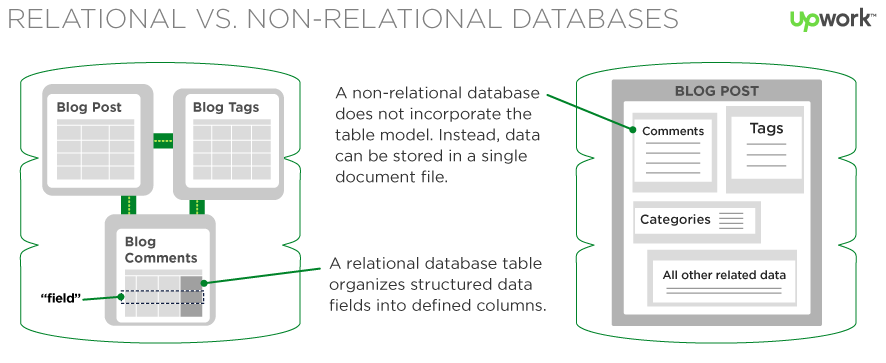 RELATIONAL VS. NON-RELATIONAL DATABASES
Upwork™
Blog Post
Blog Tags
Blog
Comments
"field"
A non-relational database
does not incorporate the
table model. Instead, data
can be stored in a single
document file.
A relational database table
organizes structured data
fields into defined columns.
BLOG POST
Comments
Tags
Categories
All other related data